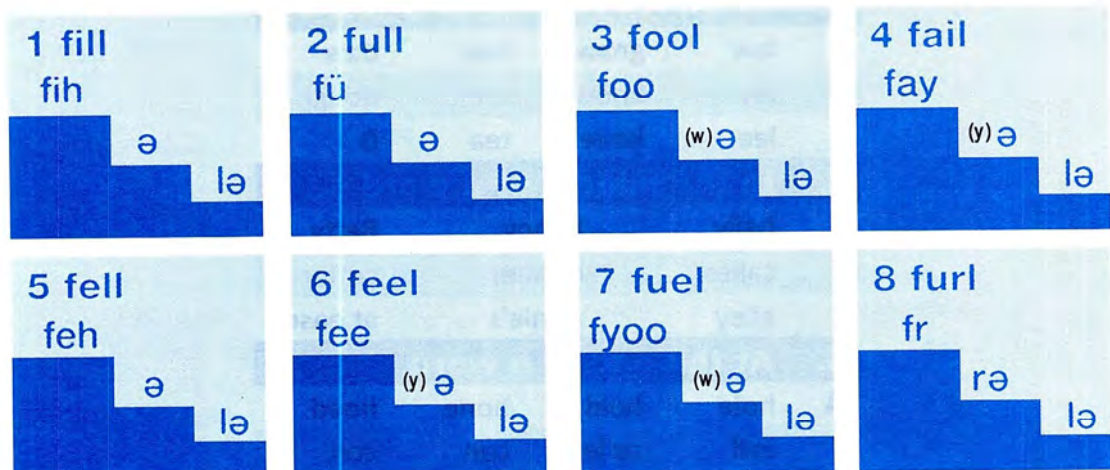 1 fill
fih
ə
lə
2 full
fü
ə
lə
3 fool
foo
(w) ə
lə
4 fail
fay
(y) ə
lə
5 fell
feh
ə
lə
6 feel
fee
(y) ə
lə
7 fuel
fyoo
(w) ə
lə
8 furl
fr
rə
lə